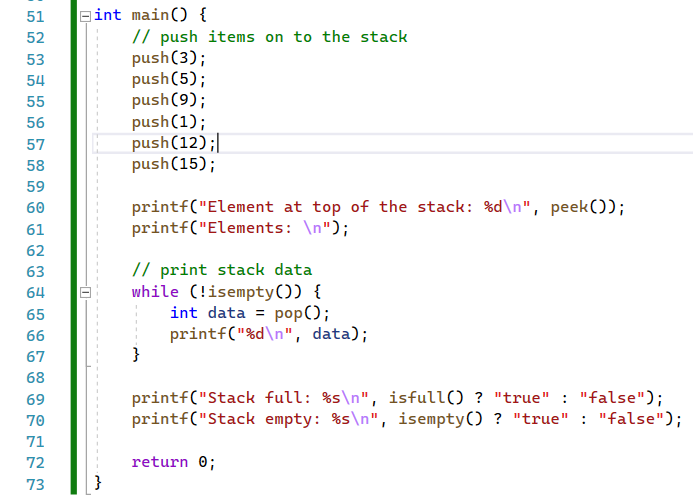 51 int main() {
52 // push items on to the stack
53 push(3);
54 push(5);
55 push(9);
56 push(1);
57 push(12);
58 push(15);
59
60 printf("Element at top of the stack: %d\n", peek());
61 printf("Elements: \n");
62
63 // print stack data
64 while (!isempty()) {
65 int data = pop();
66 printf("%d\n", data);
67 }
68
69 printf("Stack full: %s\n", isfull() ? "true" : "false");
70 printf("Stack empty: %s\n", isempty() ? "true" : "false");
71
72 return 0;
73 }